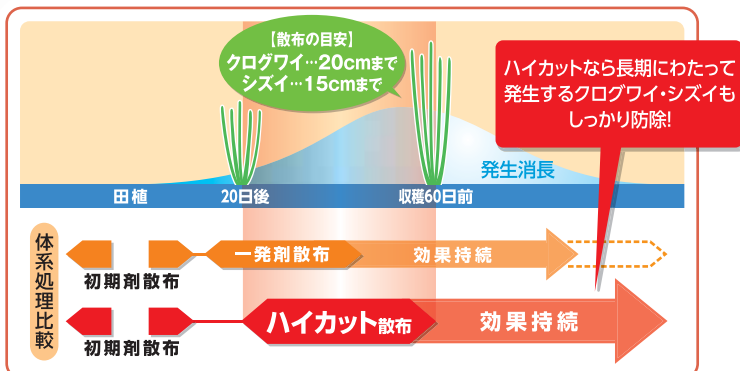 【散布の目安】
クログワイ…20cmまで
シズイ…15cmまで
ハイカットなら長期にわたって
発生するクログワイ・シズイも
しっかり防除!
発生消長
田植
20日後
収穫60日前
体系処理比較
初期剤散布
一発剤散布
効果持続
初期剤散布
ハイカット散布
効果持続